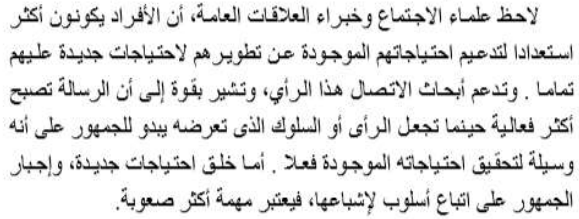 لاحظ علماء الاجتماع وخبراء العلاقات العامة، أن الأفراد يكونون أكثر
استعدادا لتدعيم احتياجاتهم الموجودة عن تطويرهم لاحتياجات جديدة عليهم
تماما . وتدعم أبحاث الاتصال هذا الرأي، وتشير بقوة إلى أن الرسالة تصبح
أكثر فعالية حينما تجعل الرأى أو السلوك الذى تعرضه يبدو للجمهور على أنه
وسيلة لتحقيق احتياجاته الموجودة فعلا . أما خلق احتياجات جديدة، وإجبار
الجمهور على اتباع أسلوب لإشباعها، فيعتبر مهمة أكثر صعوبة.